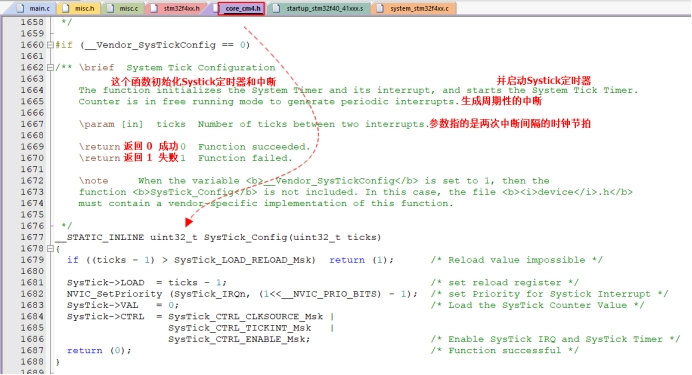 main.c misc.h misc.c stm32f4xx.h core_cm4.h startup_stm32f40_41xxx.s system_stm32f4xx.c
1658 */
1659
1660 #if (__Vendor_SysTickConfig == 0)
1661
1662 /** \brief System Tick Configuration
1663 这个函数初始化Systick定时器和中断 并启动Systick定时器
1664 The function initializes the System Timer and its interrupt, and starts the System Tick Timer.
1665 Counter is in free running mode to generate periodic interrupts.生成周期性的中断
1666
1667 \param [in] ticks Number of ticks between two interrupts.参数指的是两次中断间隔的时钟节拍
1668
1669 \return 返回 0 成功 0 Function succeeded.
1670 \return 返回 1 失败 1 Function failed.
1671
1672 \note When the variable <b>__Vendor_SysTickConfig</b> is set to 1, then the
1673 function <b>SysTick_Config</b> is not included. In this case, the file <b><i>device</i>.h</b>
1674 must contain a vendor-specific implementation of this function.
1675
1676 */
1677 __STATIC_INLINE uint32_t SysTick_Config(uint32_t ticks)
1678 {
1679 if ((ticks - 1) > SysTick_LOAD_RELOAD_Msk) return (1); /* Reload value impossible */
1680
1681 SysTick->LOAD = ticks - 1; /* set reload register */
1682 NVIC_SetPriority (SysTick_IRQn, (1<<__NVIC_PRIO_BITS) - 1); /* set Priority for Systick Interrupt */
1683 SysTick->VAL = 0; /* Load the SysTick Counter Value */
1684 SysTick->CTRL = SysTick_CTRL_CLKSOURCE_Msk |
1685 SysTick_CTRL_TICKINT_Msk |
1686 SysTick_CTRL_ENABLE_Msk; /* Enable SysTick IRQ and SysTick Timer */
1687 return (0); /* Function successful */
1688 }
1689